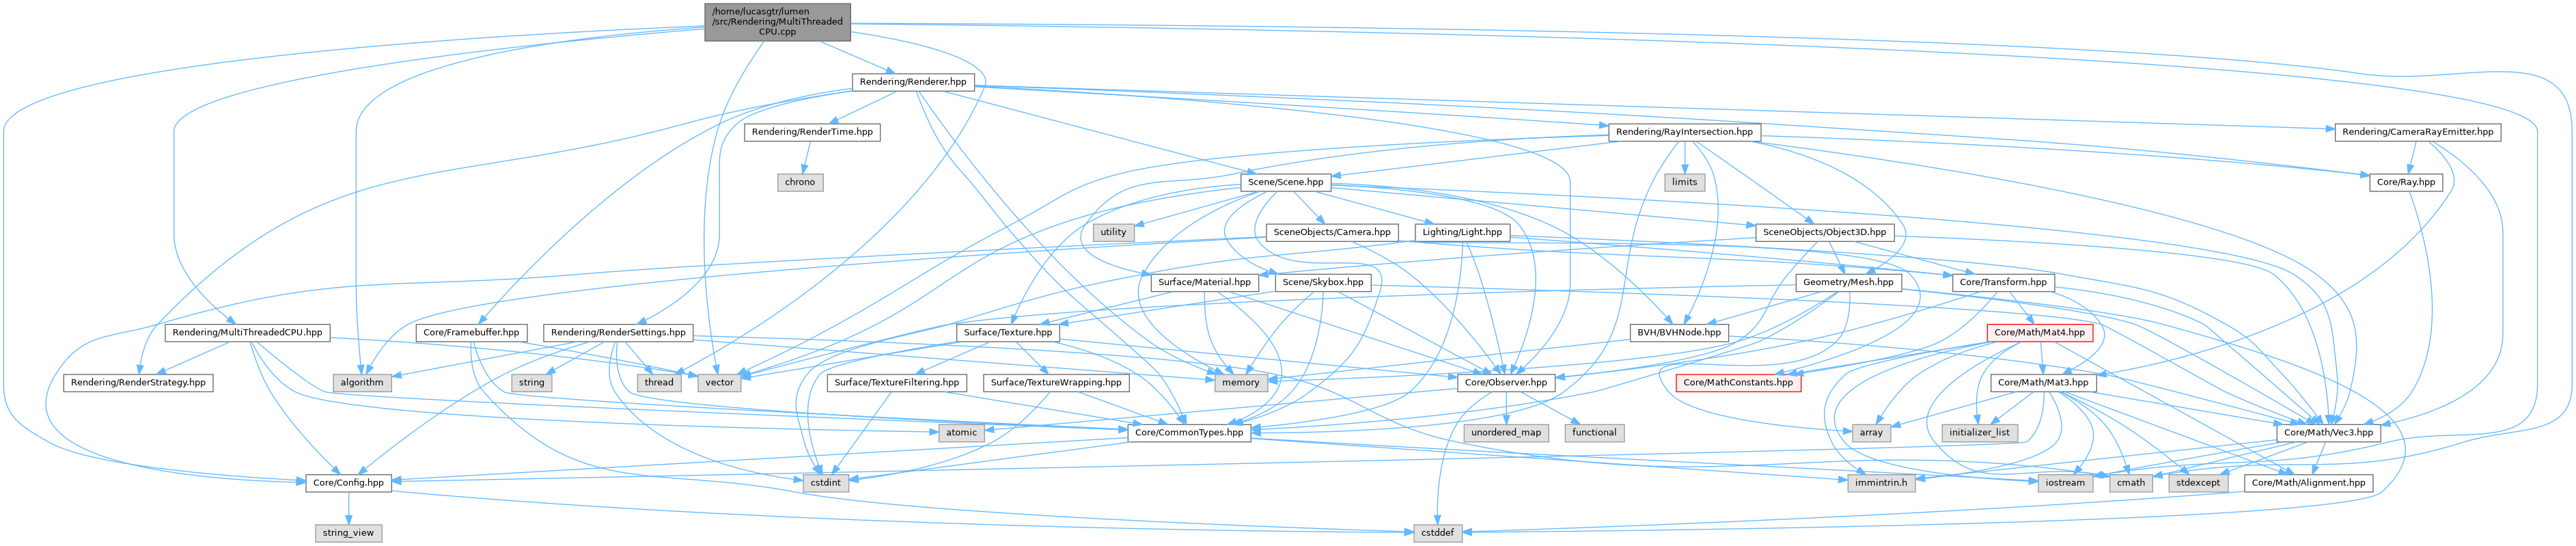 /home/lucasgtr/lumen
/src/Rendering/MultiThreaded
CPU.cpp
Rendering/Renderer.hpp
Rendering/RenderTime.hpp
Rendering/RayIntersection.hpp
Rendering/CameraRayEmitter.hpp
chrono
Scene/Scene.hpp
limits
Core/Ray.hpp
utility
SceneObjects/Camera.hpp
Lighting/Light.hpp
SceneObjects/Object3D.hpp
Surface/Material.hpp
Scene/Skybox.hpp
Geometry/Mesh.hpp
Core/Transform.hpp
Rendering/MultiThreadedCPU.hpp
Core/Framebuffer.hpp
Rendering/RenderSettings.hpp
Surface/Texture.hpp
BVH/BVHNode.hpp
Core/Math/Mat4.hpp
Rendering/RenderStrategy.hpp
algorithm
string
thread
vector
Surface/TextureFiltering.hpp
Surface/TextureWrapping.hpp
memory
Core/Observer.hpp
Core/MathConstants.hpp
Core/Math/Mat3.hpp
atomic
Core/CommonTypes.hpp
unordered_map
functional
array
initializer_list
Core/Math/Vec3.hpp
Core/Config.hpp
cstdint
immintrin.h
iostream
cmath
stdexcept
Core/Math/Alignment.hpp
string_view
cstddef